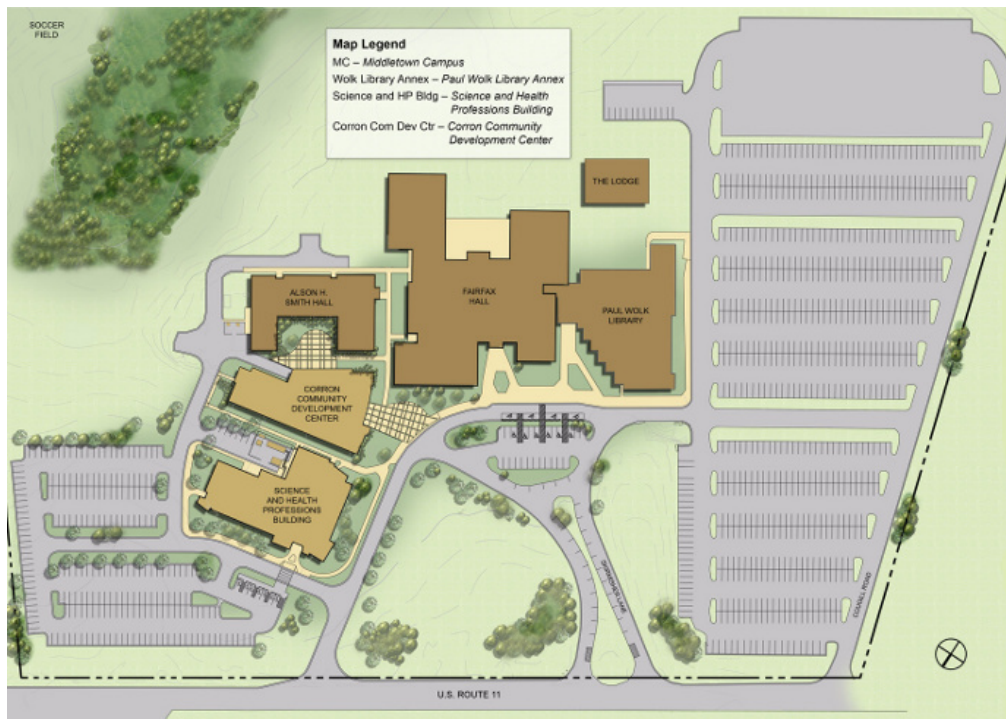 SOCCER
FIELD
Map Legend
MC – Middletown Campus
Wolk Library Annex – Paul Wolk Library Annex
Science and HP Bldg – Science and Health
Professions Building
Corron Com Dev Ctr – Corron Community
Development Center
THE LODGE
ALSON H.
SMITH HALL
FAIRFAX
HALL
PAUL WOLK
LIBRARY
CORRON
COMMUNITY
DEVELOPMENT
CENTER
SCIENCE
AND HEALTH
PROFESSIONS
BUILDING
U.S. ROUTE 11